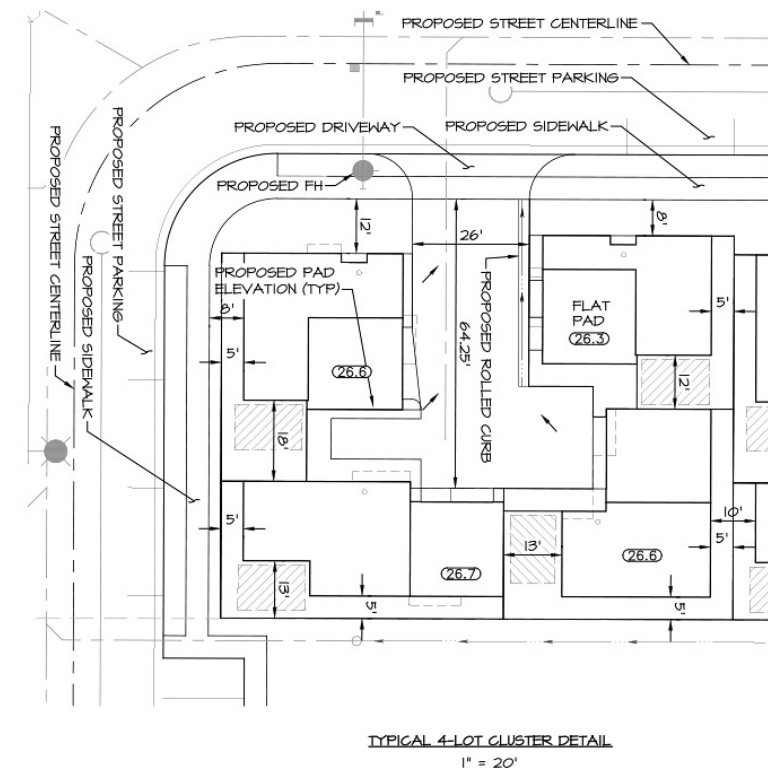 PROPOSED STREET CENTERLINE
PROPOSED STREET PARKING
PROPOSED DRIVEWAY
PROPOSED SIDEWALK
PROPOSED FH
PROPOSED STREET CENTERLINE
PROPOSED STREET PARKING
PROPOSED SIDEWALK
12'
26'
8'
PROPOSED PAD
ELEVATION (TYP)
8'
5'
26.6
64.25'
PROPOSED ROLLED CURB
FLAT
PAD
26.3
5'
12'
18'
5'
13'
5'
26.7
13'
26.6
10'
5'
5'
TYPICAL 4-LOT CLUSTER DETAIL
1" = 20'